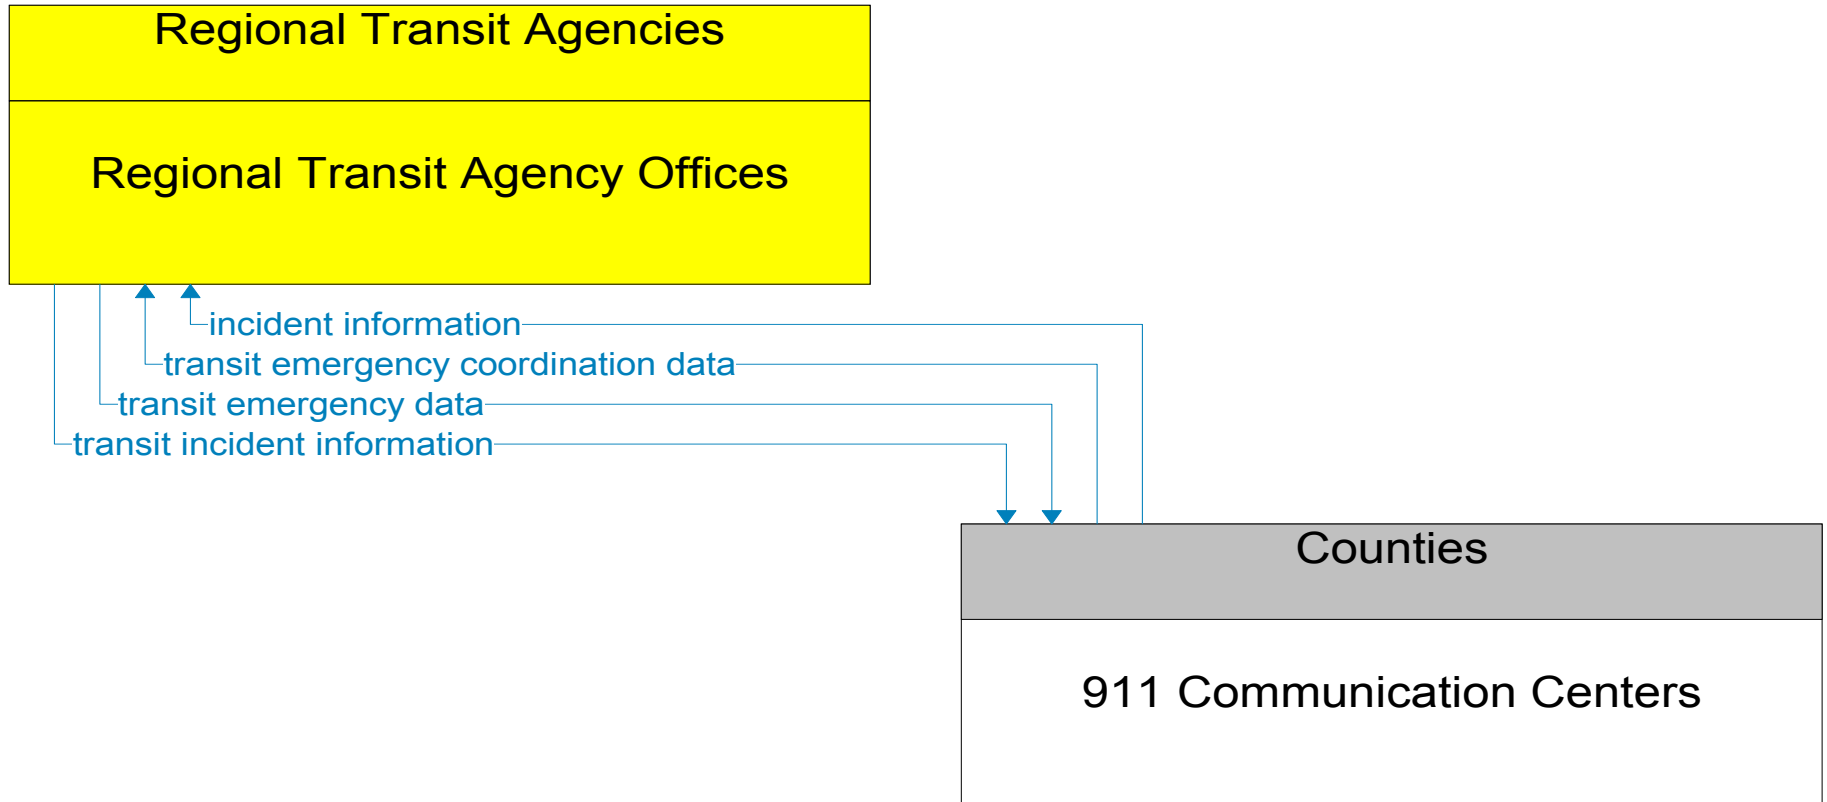 Regional Transit Agencies
Regional Transit Agency Offices
incident information
transit emergency coordination data
transit emergency data
transit incident information
Counties
911 Communication Centers